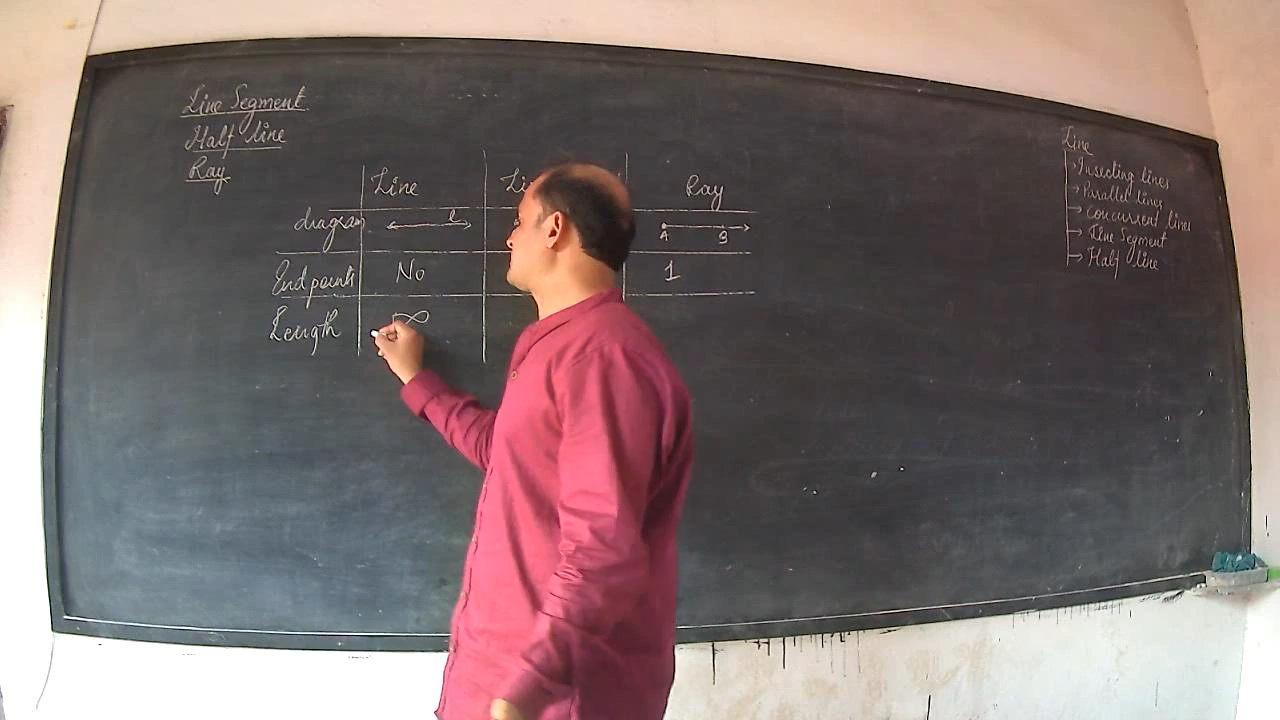 Line Segment
Half line
Ray
Line
Ray
diagram
l
A
B
Endpoints
No
1
Length
∞
Line
Insecting lines
Parallel lines
Concurrent lines
Line Segment
Half line